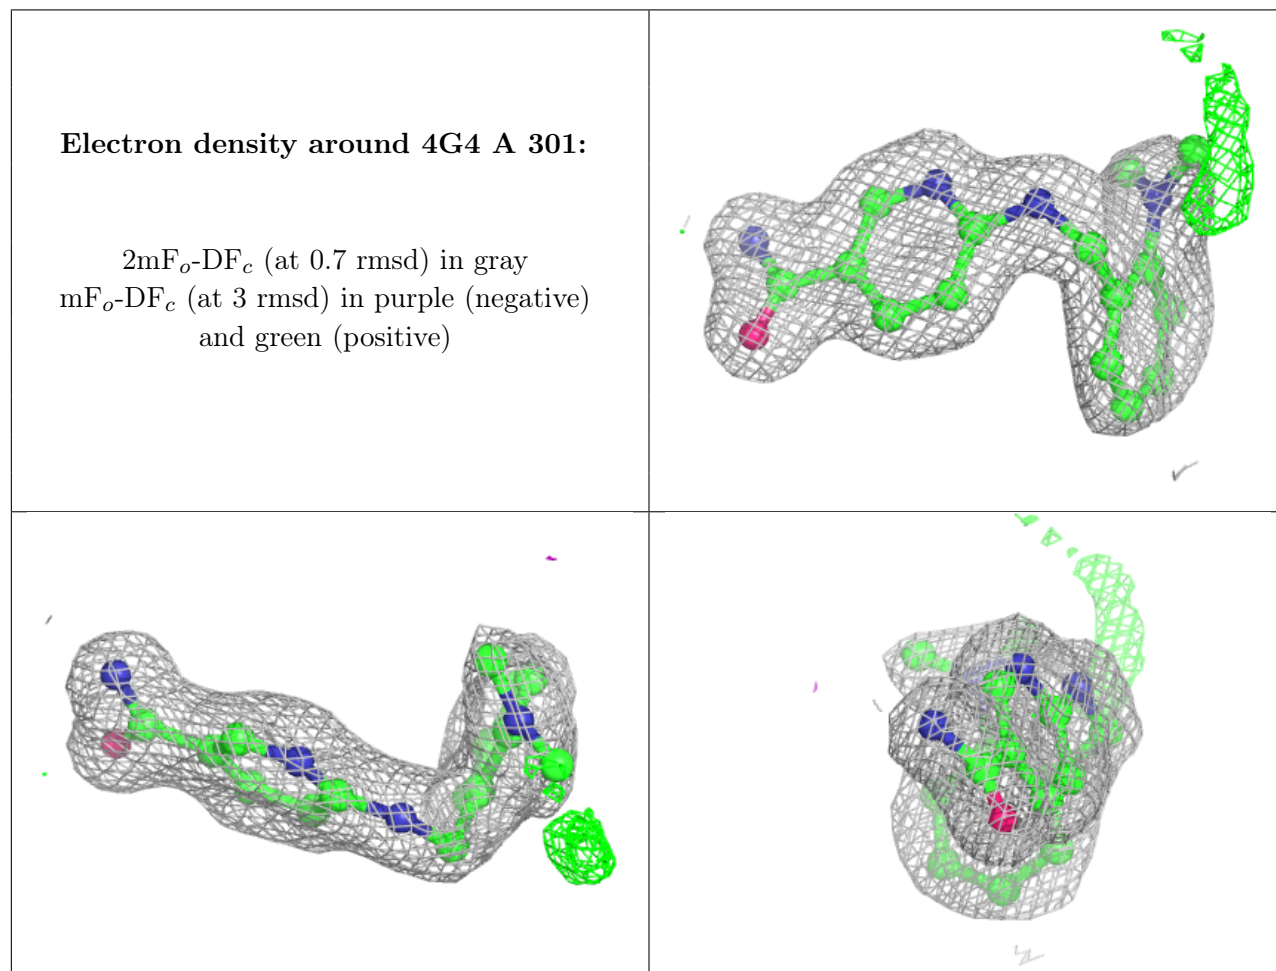 Electron density around 4G4 A 301:
2mFo-DFc (at 0.7 rmsd) in gray
mFo-DFc (at 3 rmsd) in purple (negative)
and green (positive)